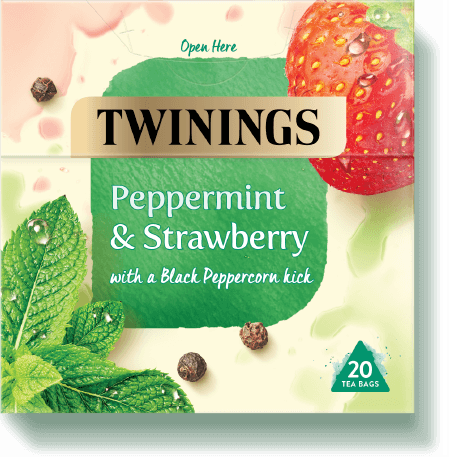 Open Here
TWININGS
Peppermint
& Strawberry
with a Black Peppercorn kick
20
TEA BAGS